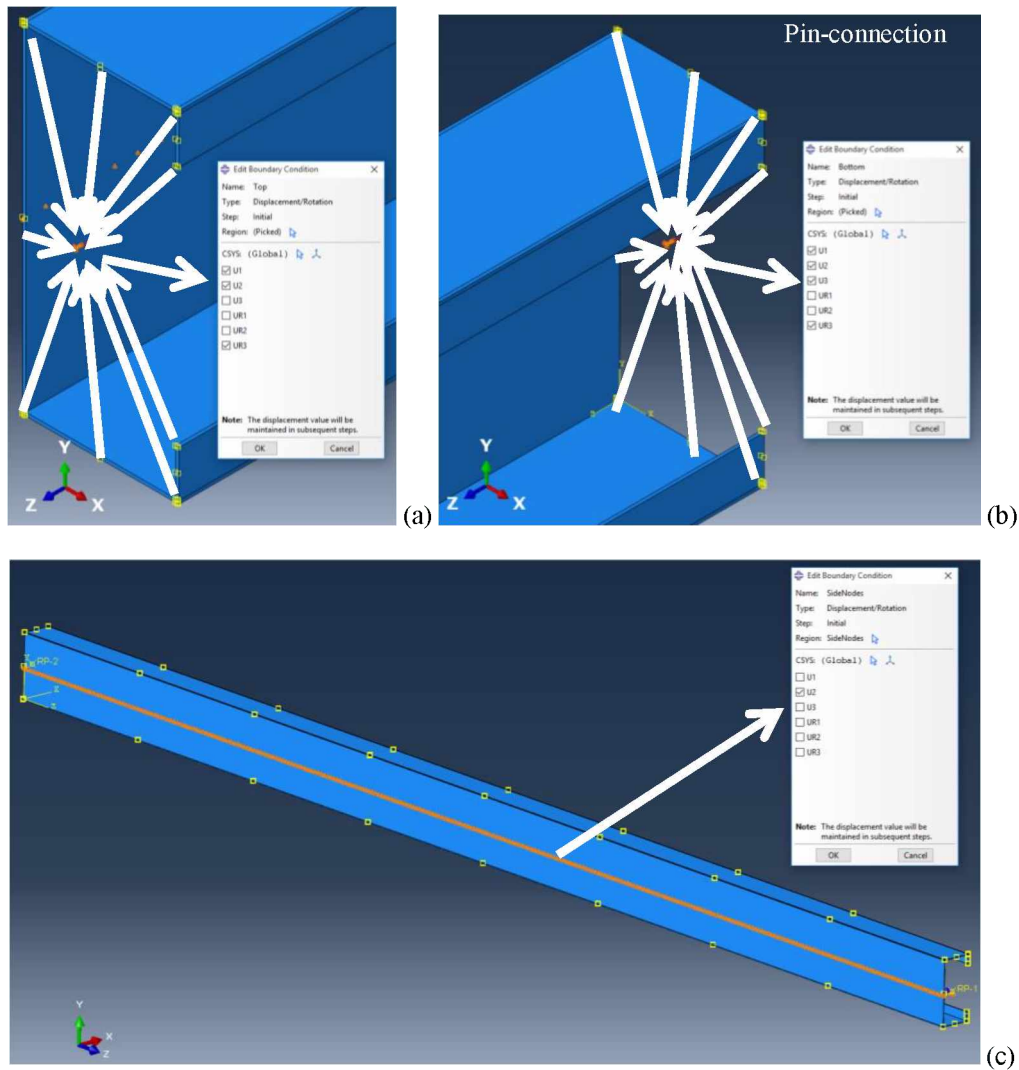 Pin-connection
Edit Boundary Condition
Name: Top
Type: Displacement/Rotation
Step: Initial
Region: (Picked)
CSYS: (Global)
U1
U2
U3
UR1
UR2
UR3
Note: The displacement value will be
maintained in subsequent steps.
OK Cancel
Y
Z X
(a)
Edit Boundary Condition
Name: Bottom
Type: Displacement/Rotation
Step: Initial
Region: (Picked)
CSYS: (Global)
U1
U2
U3
UR1
UR2
UR3
Note: The displacement value will be
maintained in subsequent steps.
OK Cancel
Y
Z X
(b)
Edit Boundary Condition
Name: SideNodes
Type: Displacement/Rotation
Step: Initial
Region: SideNodes
CSYS: (Global)
U1
U2
U3
UR1
UR2
UR3
Note: The displacement value will be
maintained in subsequent steps.
OK Cancel
RP-2
RP-1
Y
X
Z
(c)